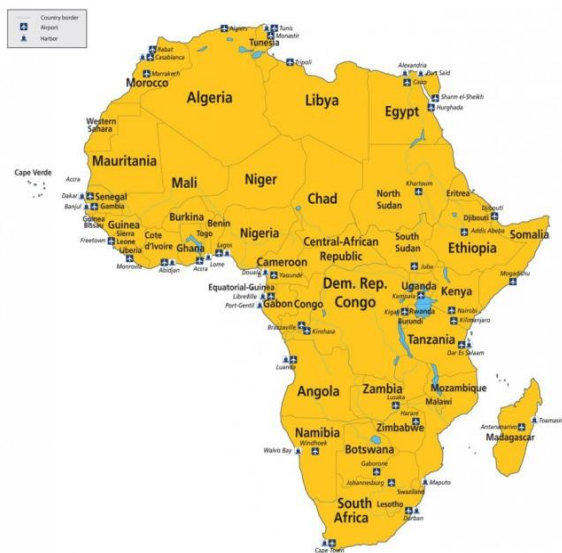 Country border
Airport
Harbor
Algiers
Tunis
Monastir
Tunesia
Rabat
Casablanca
Marrakech
Morocco
Tripoli
Alexandria
Port Seid
Cairo
Sharm el-Sheikh
Hurghada
Algeria
Libya
Egypt
Western
Sahara
Mauritania
Mali
Niger
Chad
Khartoum
North
Sudan
Eritrea
Cape Verde
Accra
Dakar
Senegal
Banjul
Gambia
Guinea
Bissau
Guinea
Sierra
Leone
Freetown
Liberia
Monrovia
Cote
d'Ivoire
Abidjan
Burkina
Ghana
Accra
Togo
Benin
Lome
Lagos
Nigeria
Djibouti
Djibouti
Addis Abeba
Ethiopia
Somalia
Mogadichu
South
Sudan
Juba
Central-African
Republic
Cameroon
Douala
Yaoundé
Equatorial-Guinea
Libreville
Port-Gentil
Gabon
Congo
Dem. Rep.
Congo
Brazzaville
Kinchasa
Uganda
Kampala
Kenya
Nairobi
Kilimanjaro
Kigali
Rwanda
Burundi
Tanzania
Dar Es Salaam
Luanda
Angola
Zambia
Lusaka
Malawi
Mozambique
Harare
Zimbabwe
Namibia
Windhoek
Walvis Bay
Botswana
Gaborone
Johannesburg
Swaziland
Maputo
South
Africa
Lesotho
Durban
Cape Town
Antananarivo
Madagascar
Toamasina